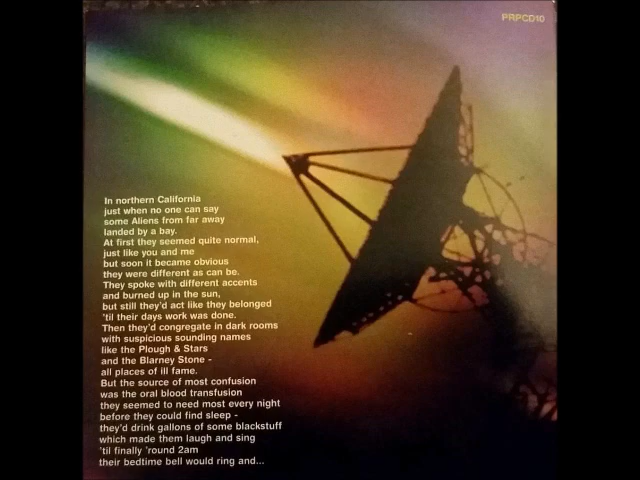 PRPCD10
In northern California
just when no one can say
some Aliens from far away
landed by a bay.
At first they seemed quite normal,
just like you and me
but soon it became obvious
they were different as can be.
They spoke with different accents
and burned up in the sun,
but still they'd act like they belonged
'til their days work was done.
Then they'd congregate in dark rooms
with suspicious sounding names
like the Plough & Stars
and the Blarney Stone -
all places of ill fame.
But the source of most confusion
was the oral blood transfusion
they seemed to need most every night
before they could find sleep -
they'd drink gallons of some blackstuff
which made them laugh and sing
'til finally 'round 2am
their bedtime bell would ring and...